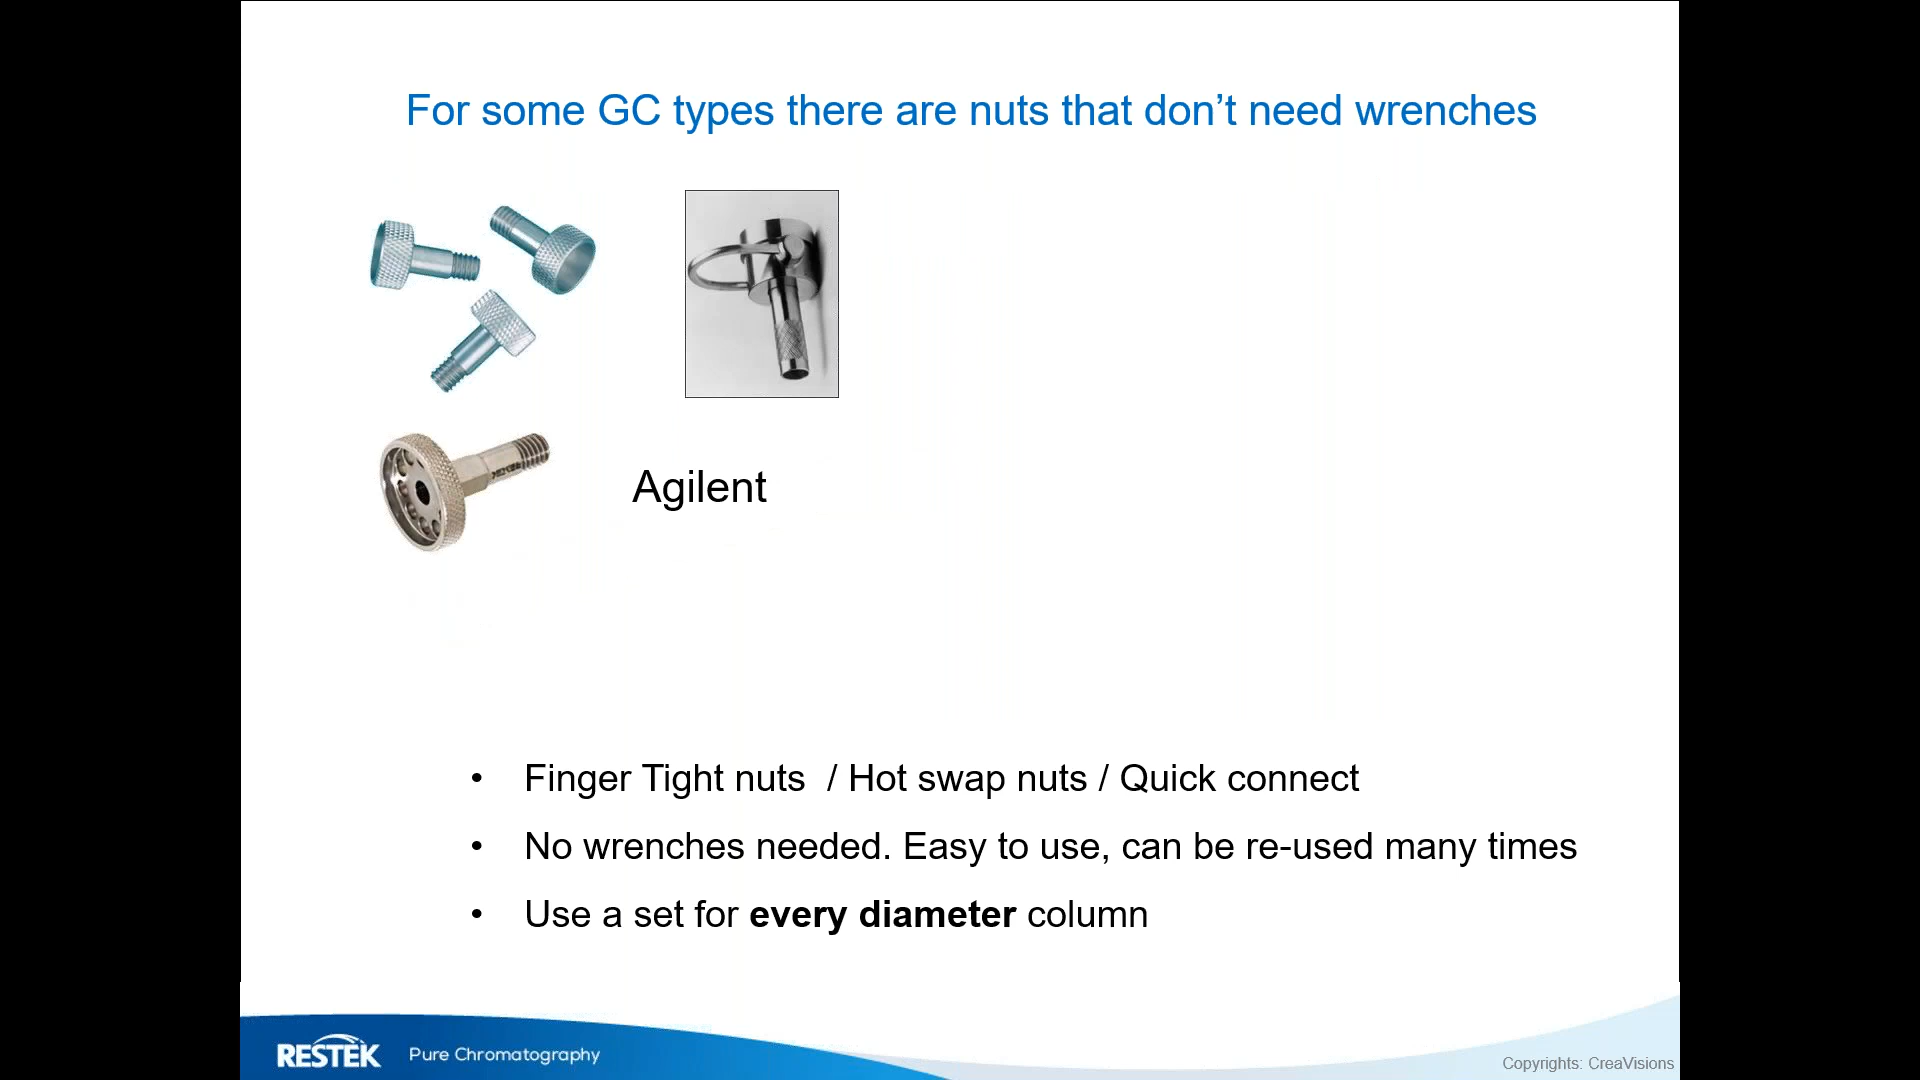 For some GC types there are nuts that don’t need wrenches
Agilent
• Finger Tight nuts  / Hot swap nuts / Quick connect
• No wrenches needed. Easy to use, can be re-used many times
• Use a set for every diameter column
RESTEK Pure Chromatography
Copyrights: CreaVisions